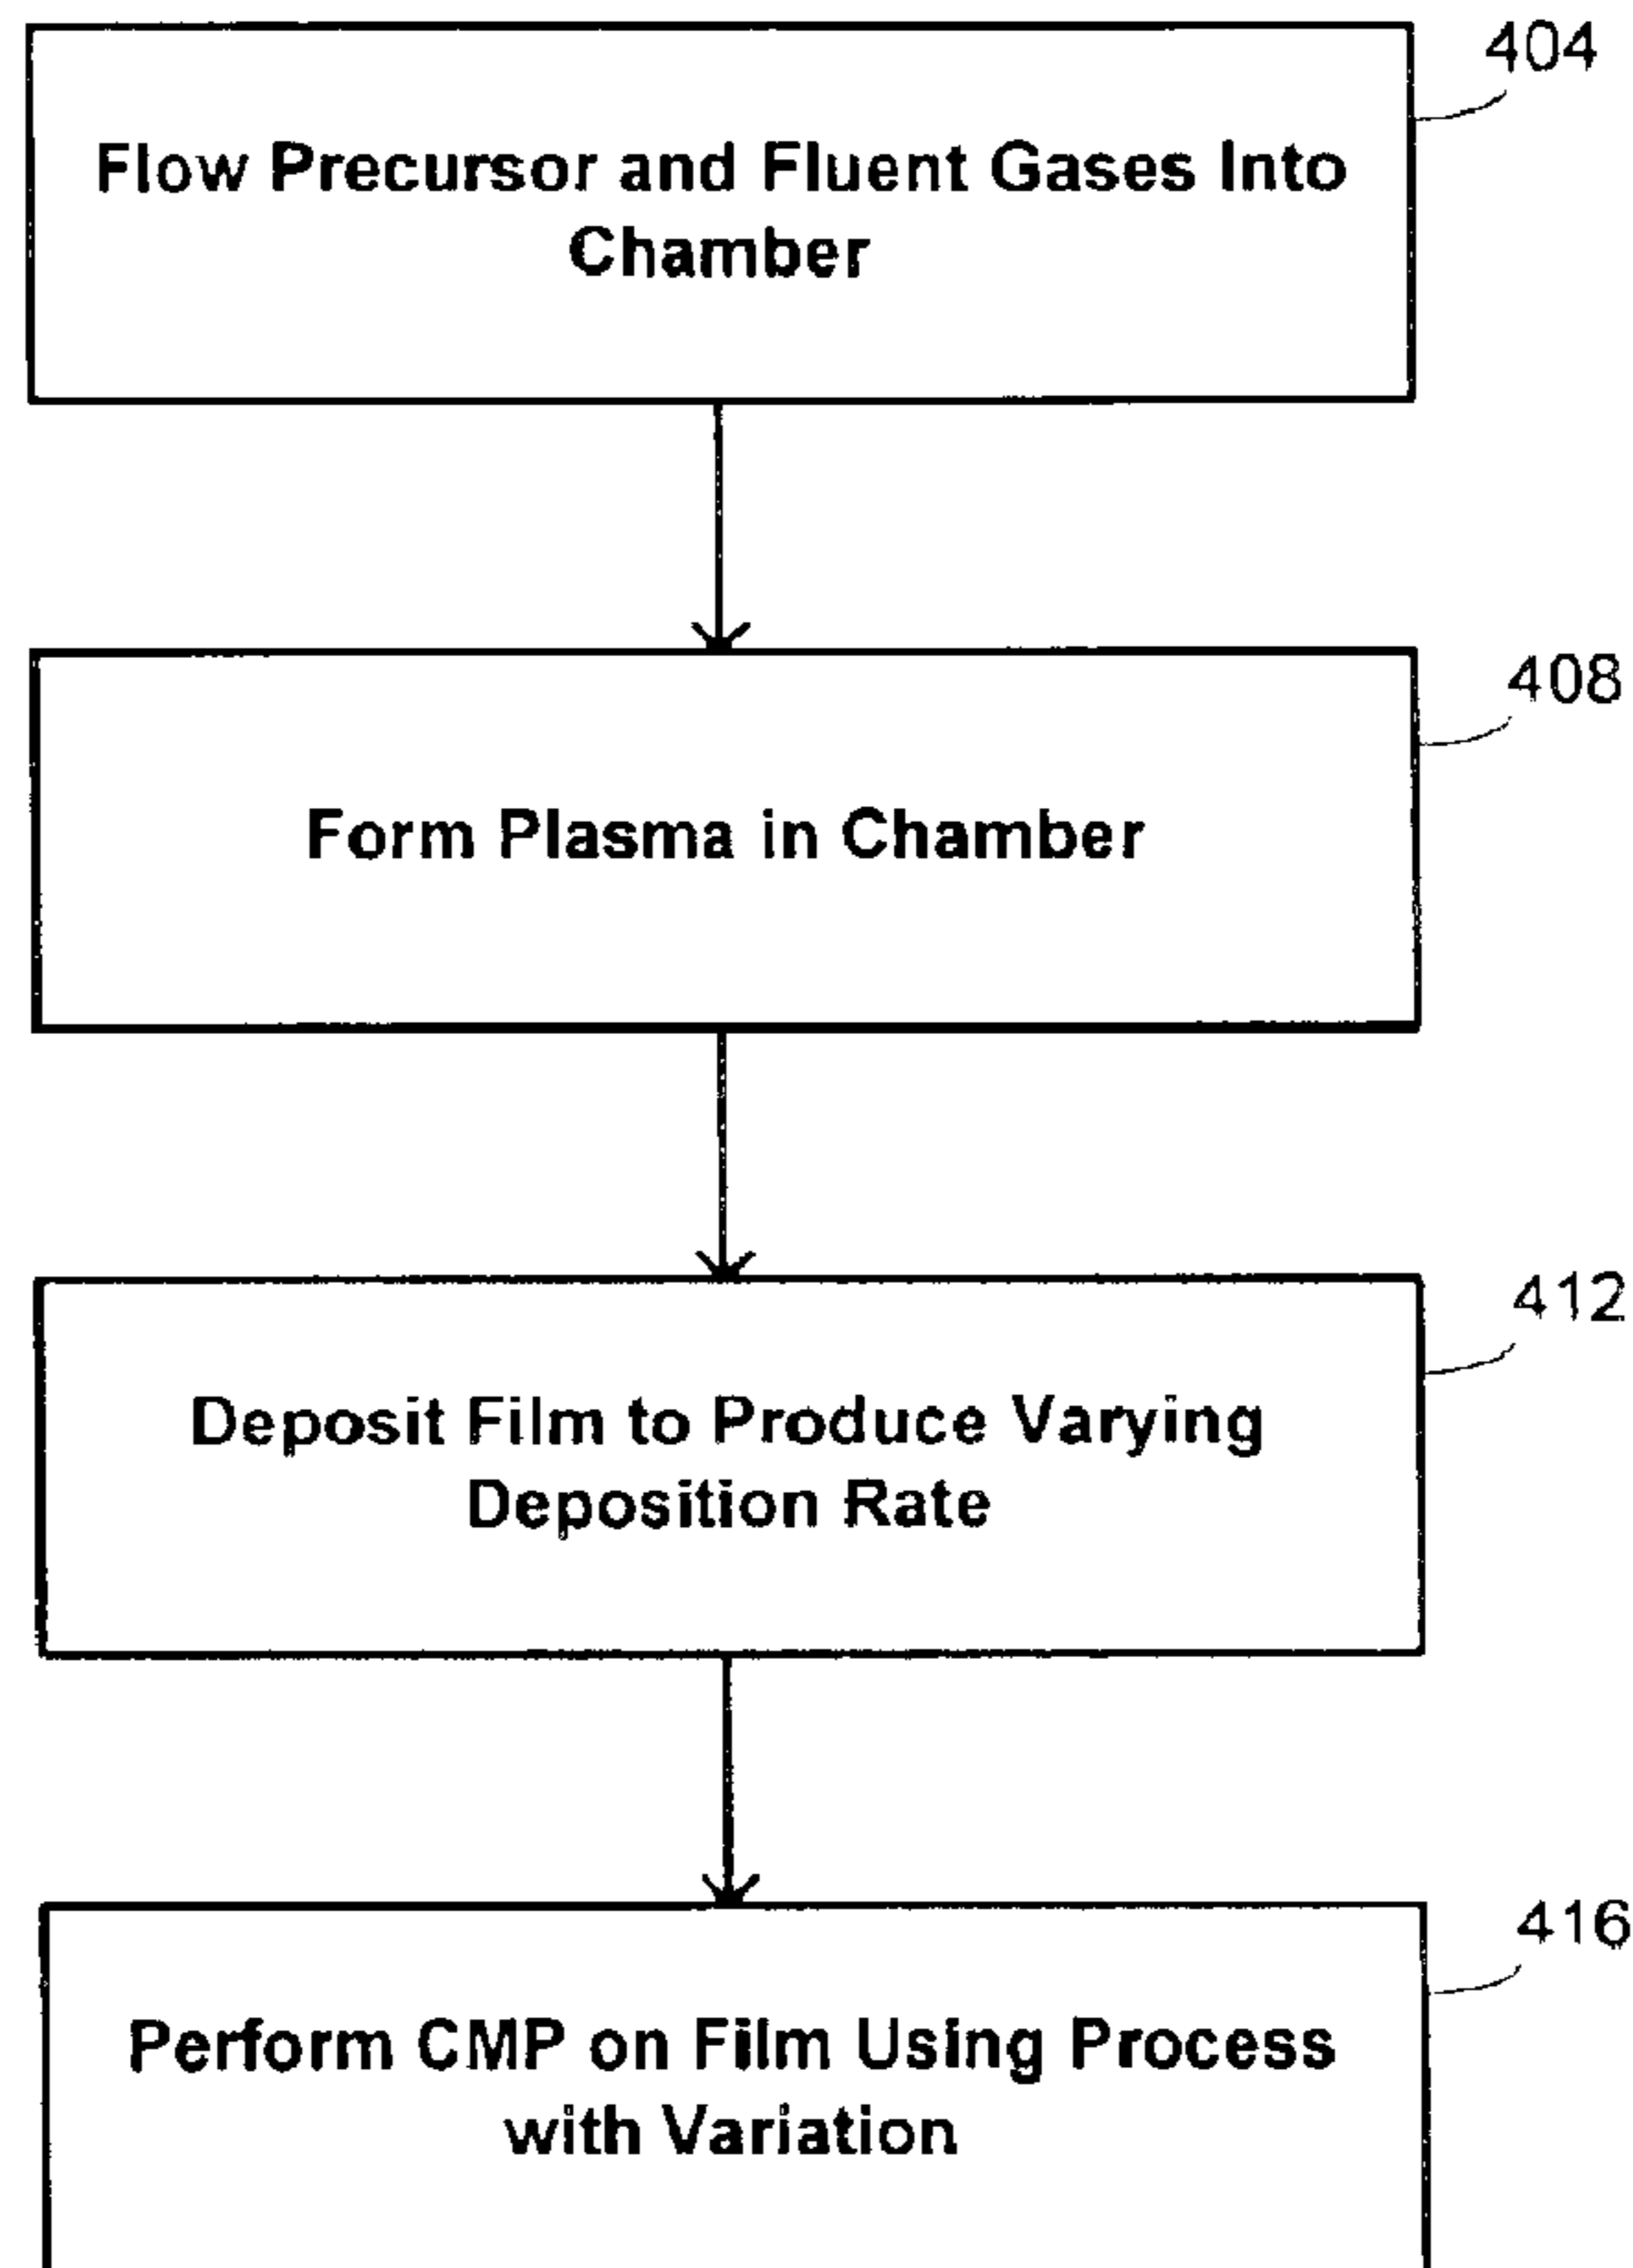 404
Flow Precursor and Fluent Gases Into
Chamber
408
Form Plasma in Chamber
412
Deposit Film to Produce Varying
Deposition Rate
416
Perform CMP on Film Using Process
with Variation